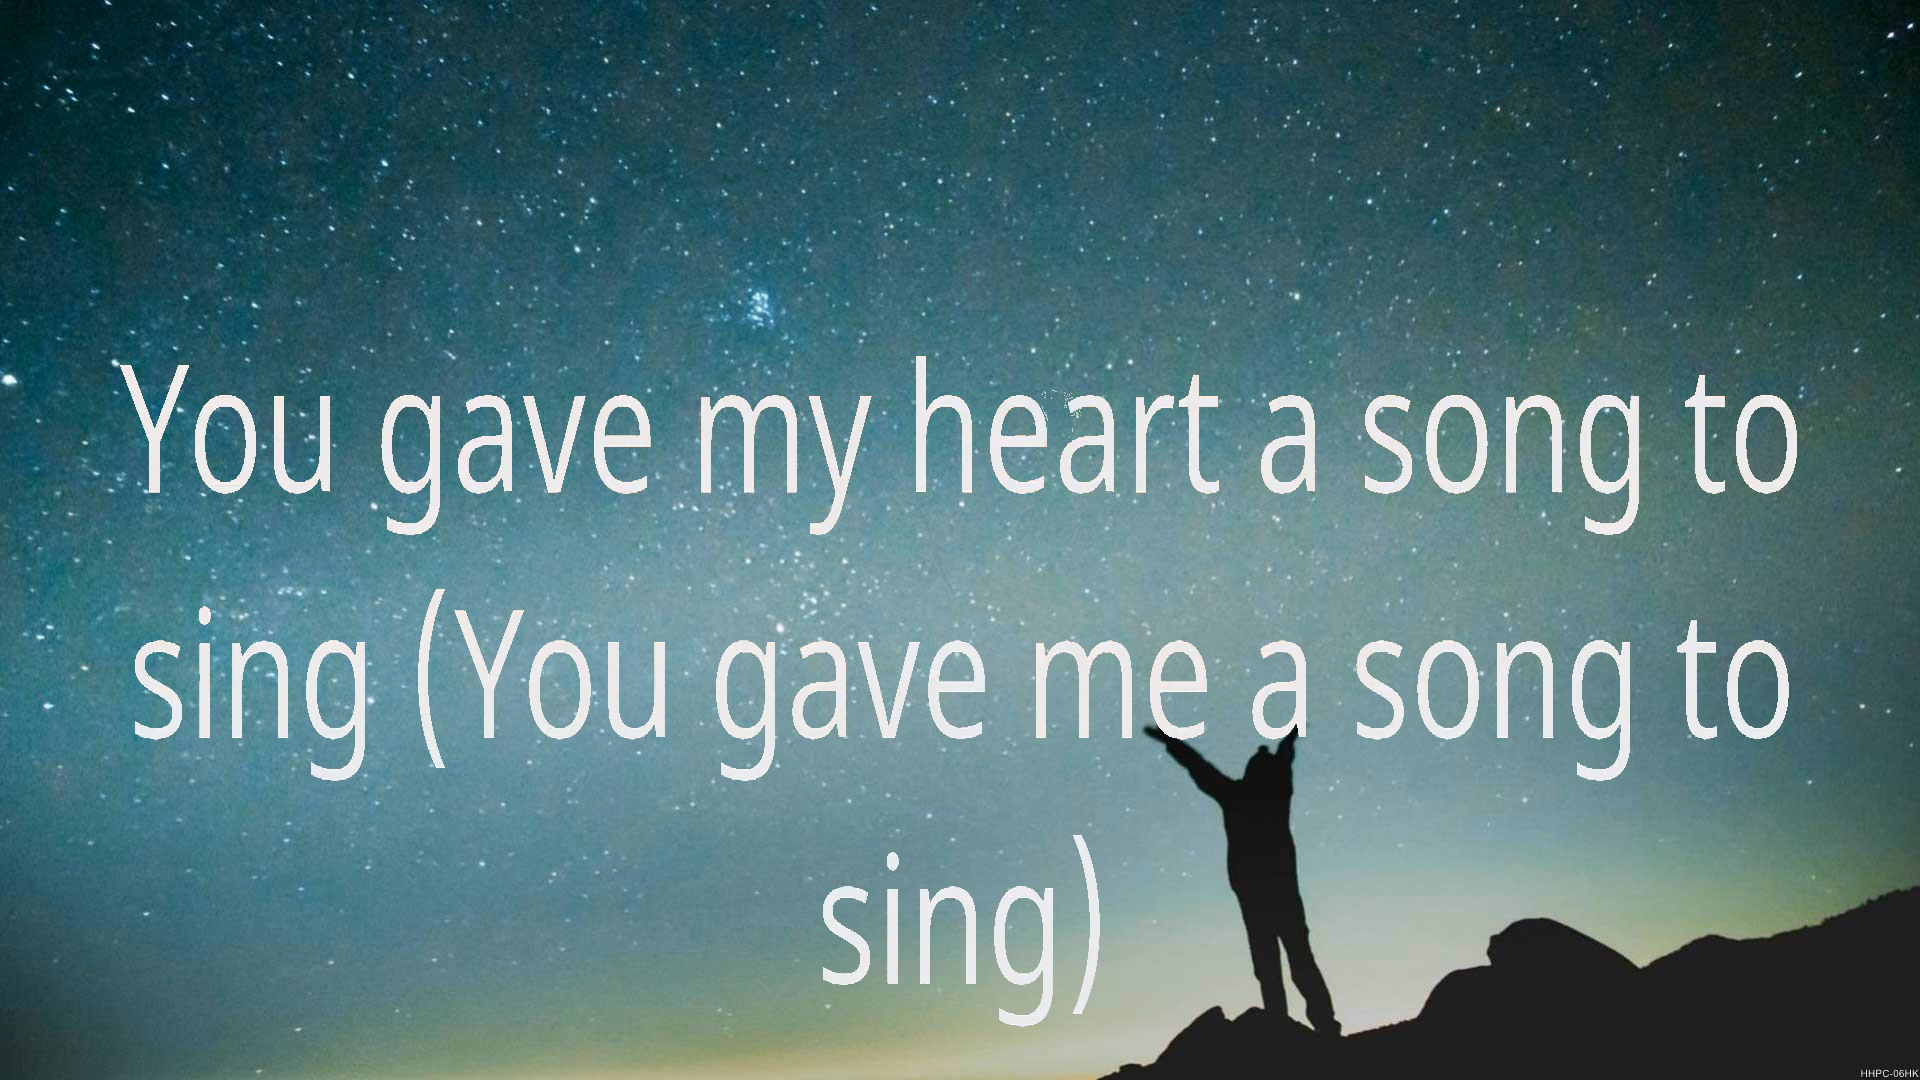 You gave my heart a song to
sing (You gave me a song to
sing)
HHPC-06HK